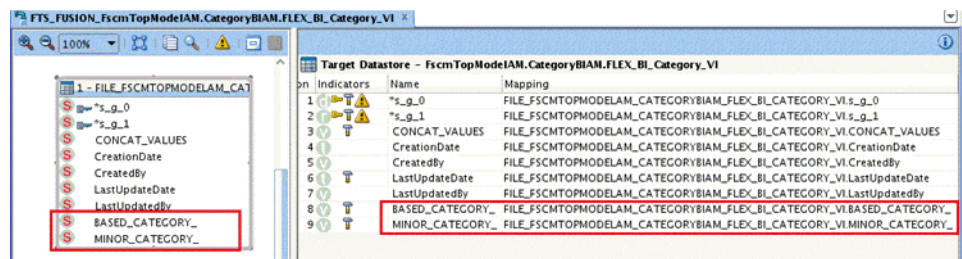 FTS_FUSION_FscmTopModelAM.CategoryBIAM.FLEX_BI_Category_VI
100%
1 - FILE_FSCMTOPMODELAM_CAT
S *s_g_0
S *s_g_1
S CONCAT_VALUES
S CreationDate
S CreatedBy
S LastUpdateDate
S LastUpdatedBy
S BASED_CATEGORY_
S MINOR_CATEGORY_
Target Datastore - FscmTopModelAM.CategoryBIAM.FLEX_BI_Category_VI
on Indicators Name Mapping
1 *s_g_0 FILE_FSCMTOPMODELAM_CATEGORYBIAM_FLEX_BI_CATEGORY_VI.s_g_0
2 *s_g_1 FILE_FSCMTOPMODELAM_CATEGORYBIAM_FLEX_BI_CATEGORY_VI.s_g_1
3 CONCAT_VALUES FILE_FSCMTOPMODELAM_CATEGORYBIAM_FLEX_BI_CATEGORY_VI.CONCAT_VALUES
4 CreationDate FILE_FSCMTOPMODELAM_CATEGORYBIAM_FLEX_BI_CATEGORY_VI.CreationDate
5 CreatedBy FILE_FSCMTOPMODELAM_CATEGORYBIAM_FLEX_BI_CATEGORY_VI.CreatedBy
6 LastUpdateDate FILE_FSCMTOPMODELAM_CATEGORYBIAM_FLEX_BI_CATEGORY_VI.LastUpdateDate
7 LastUpdatedBy FILE_FSCMTOPMODELAM_CATEGORYBIAM_FLEX_BI_CATEGORY_VI.LastUpdatedBy
8 BASED_CATEGORY_ FILE_FSCMTOPMODELAM_CATEGORYBIAM_FLEX_BI_CATEGORY_VI.BASED_CATEGORY_
9 MINOR_CATEGORY_ FILE_FSCMTOPMODELAM_CATEGORYBIAM_FLEX_BI_CATEGORY_VI.MINOR_CATEGORY_